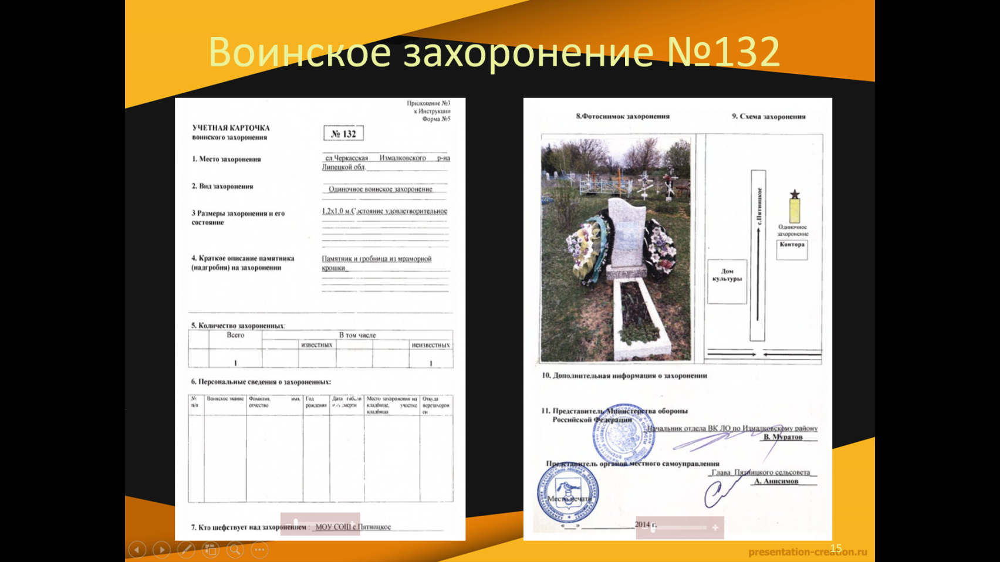 Воинское захоронение №132
Приложение №3
к Инструкции
Форма №5
УЧЕТНАЯ КАРТОЧКА
воинского захоронения
№ 132
1. Место захоронения
сл.Черкасская Измалковского р-на
Липецкой обл.
2. Вид захоронения
Одиночное воинское захоронение
3 Размеры захоронения и его
состояние
1,2х1,0 м.Состояние удовлетворительное
4. Краткое описание памятника
(надгробия) на захоронении
Памятник и гробница из мраморной
крошки
5. Количество захороненных:
Всего
В том числе
известных
неизвестных
1
1
6. Персональные сведения о захороненных:
№
п/п
Воинское звание
Фамилия, имя,
отчество
Год
рождения
Дата гибели
или смерти
Место захоронения на
кладбище, участке
кладбища
Откуда
перезахорон
ен
7. Кто шефствует над захоронением : МОУ СОШ с.Пятницкое
8.Фотоснимок захоронения
9. Схема захоронения
с.Пятницкое
Одиночное
захоронение
Контора
Дом
культуры
10. Дополнительная информация о захоронении
11. Представитель Министерства обороны
Российской Федерации
Начальник отдела ВК ЛО по Измалковскому району
В. Муратов
Представитель органов местного самоуправления
Глава Пятницкого сельсовета
А. Анисимов
Место печати
«__» ____________ 2014 г.
15
presentation-creation.ru